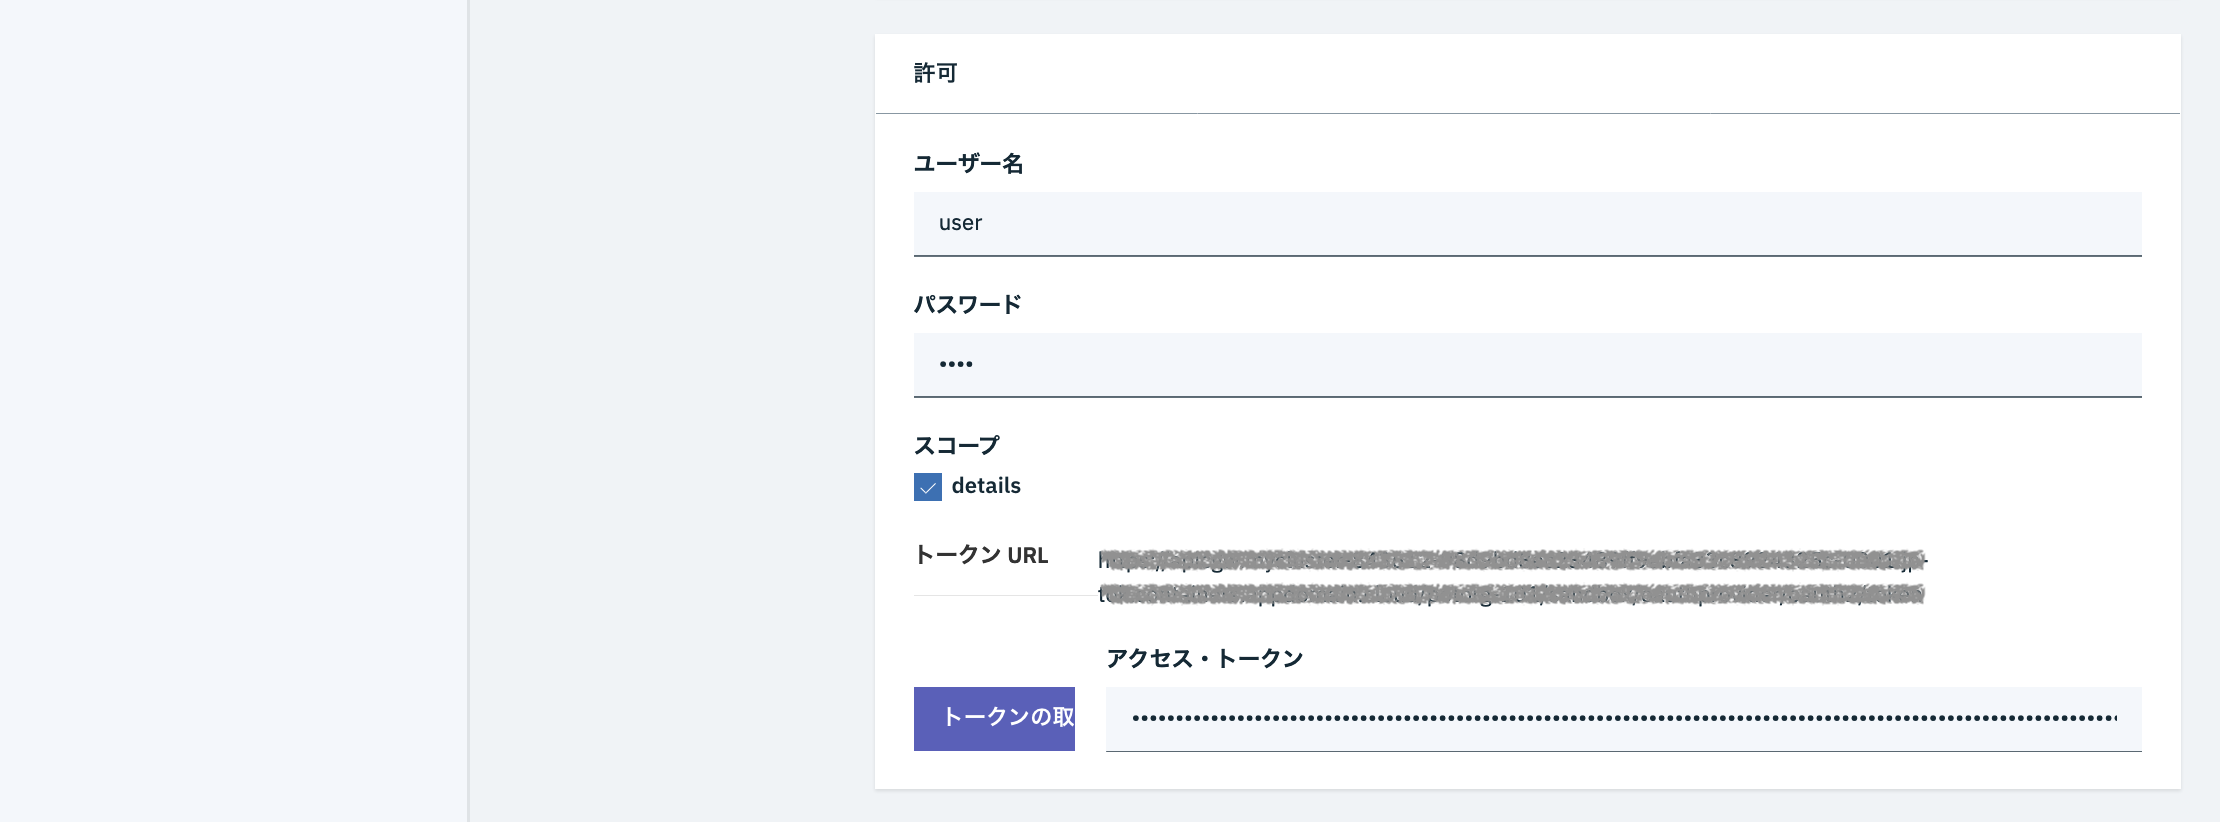 許可
ユーザー名
user
パスワード
••••
スコープ
details
トークン URL
アクセス・トークン
トークンの取